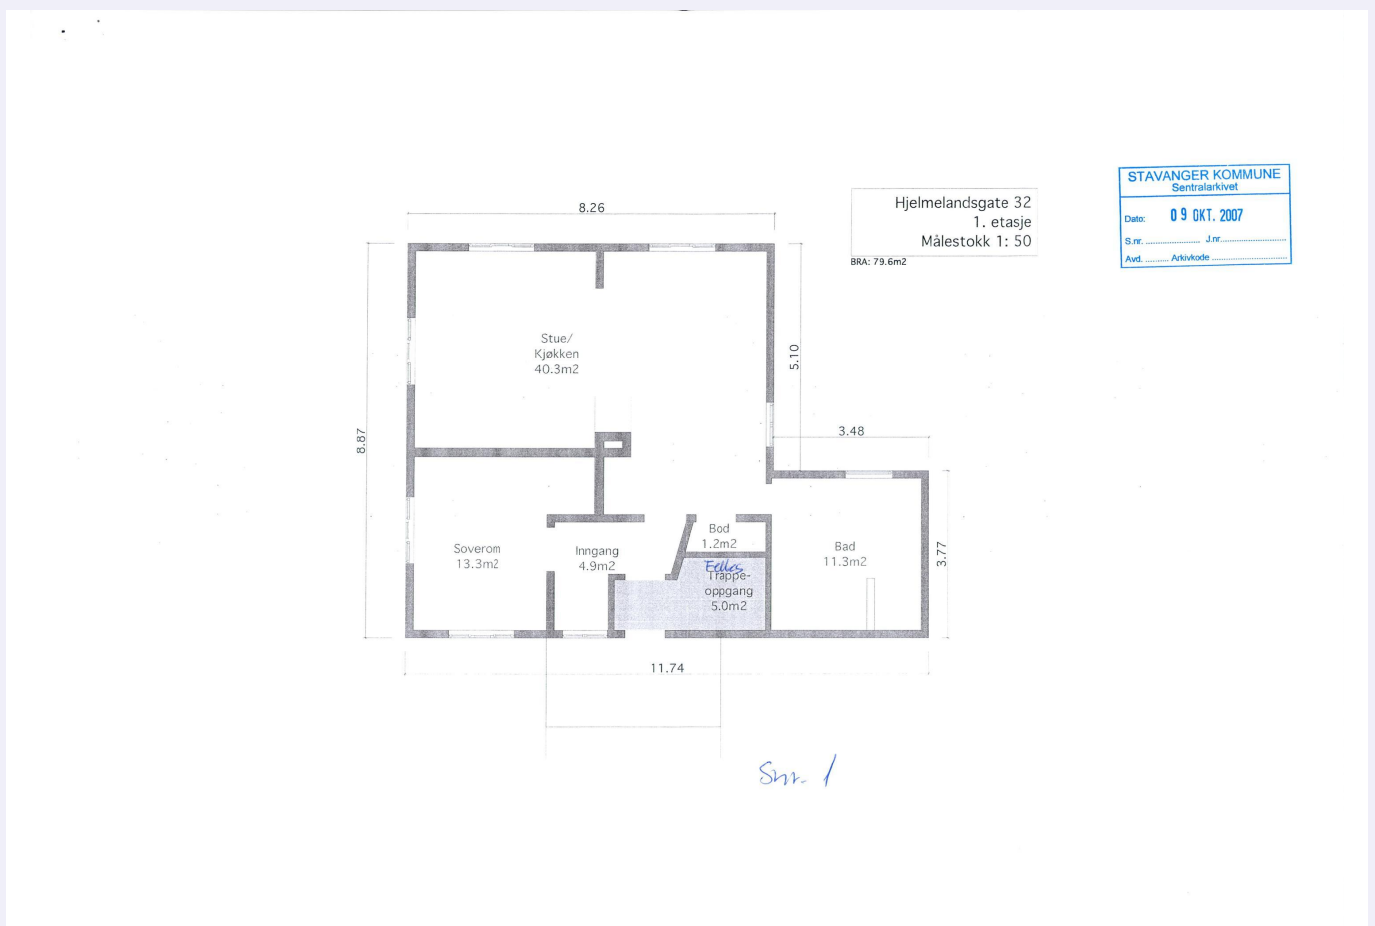 STAVANGER KOMMUNE
Sentralarkivet
Dato: 09 OKT. 2007
S.nr. .................... J.nr........................
Avd. ......... Arkivkode ............................
Hjelmelandsgate 32
1. etasje
Målestokk 1: 50
BRA: 79.6m2
8.26
5.10
8.87
3.48
3.77
11.74
Stue/
Kjøkken
40.3m2
Soverom
13.3m2
Inngang
4.9m2
Bod
1.2m2
Felles
Trappe-
oppgang
5.0m2
Bad
11.3m2
Snr. 1